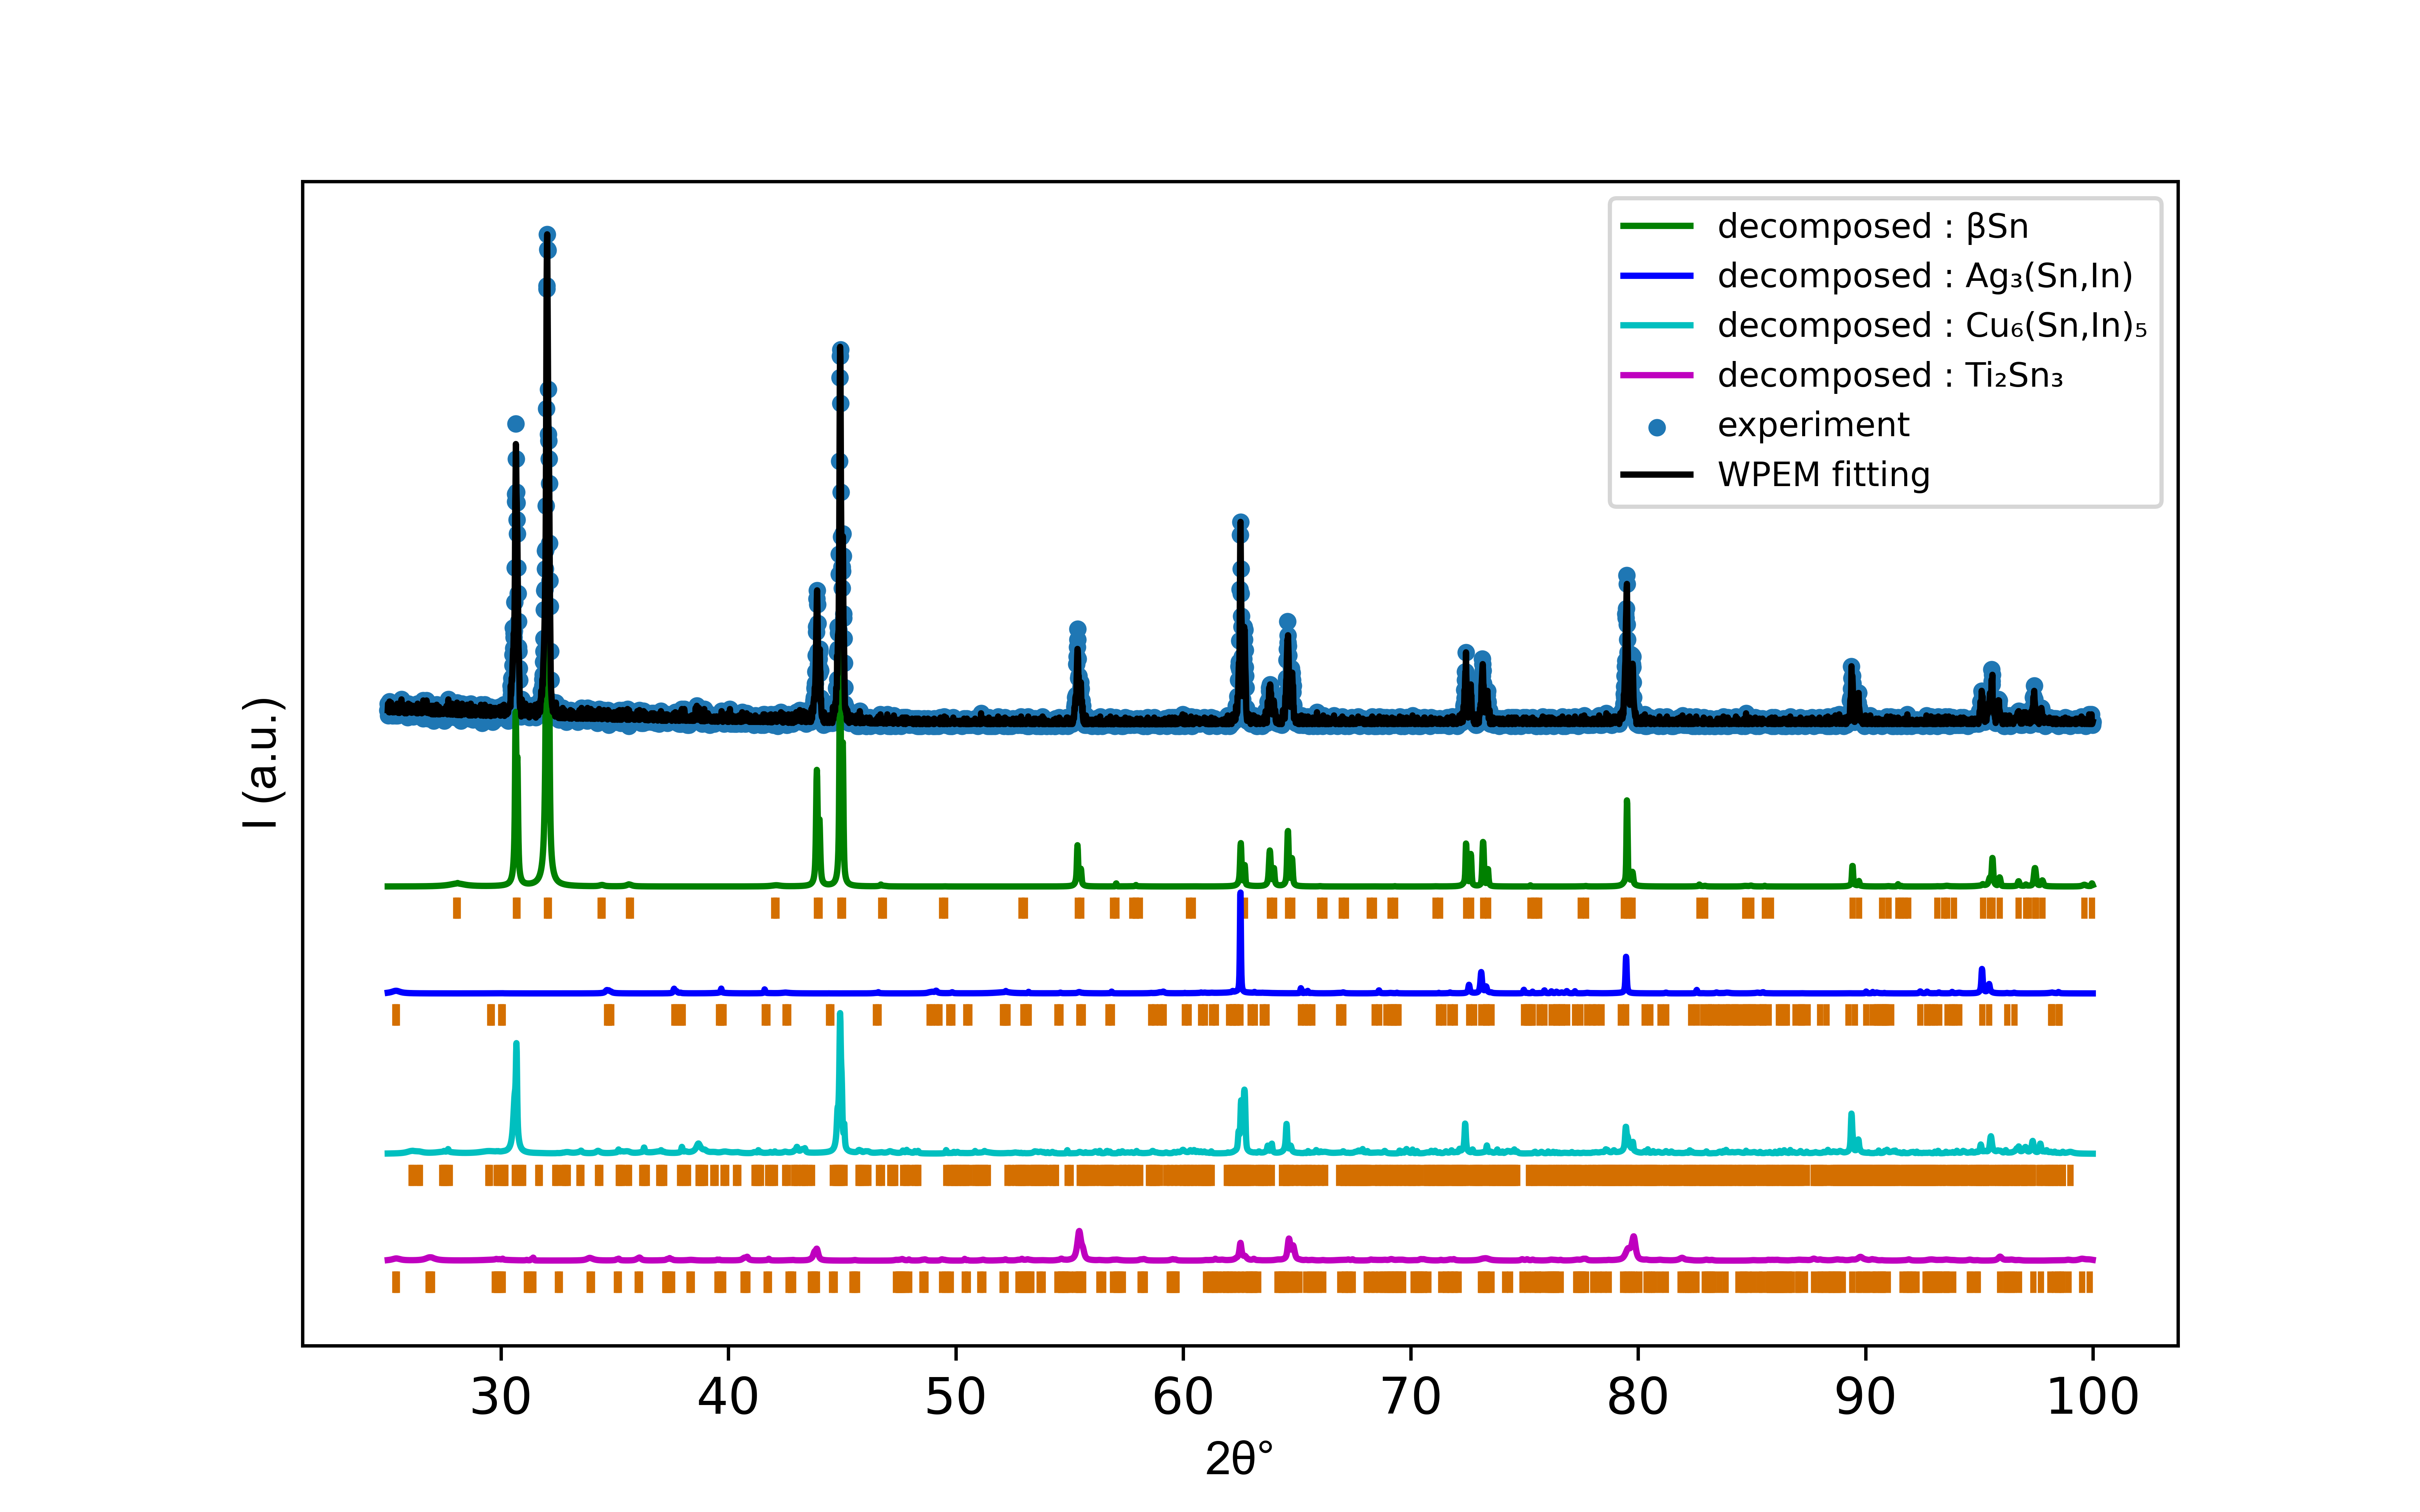 decomposed : βSn
decomposed : Ag₃(Sn,In)
decomposed : Cu₆(Sn,In)₅
decomposed : Ti₂Sn₃
experiment
WPEM fitting
I (a.u.)
30 40 50 60 70 80 90 100
2θ°